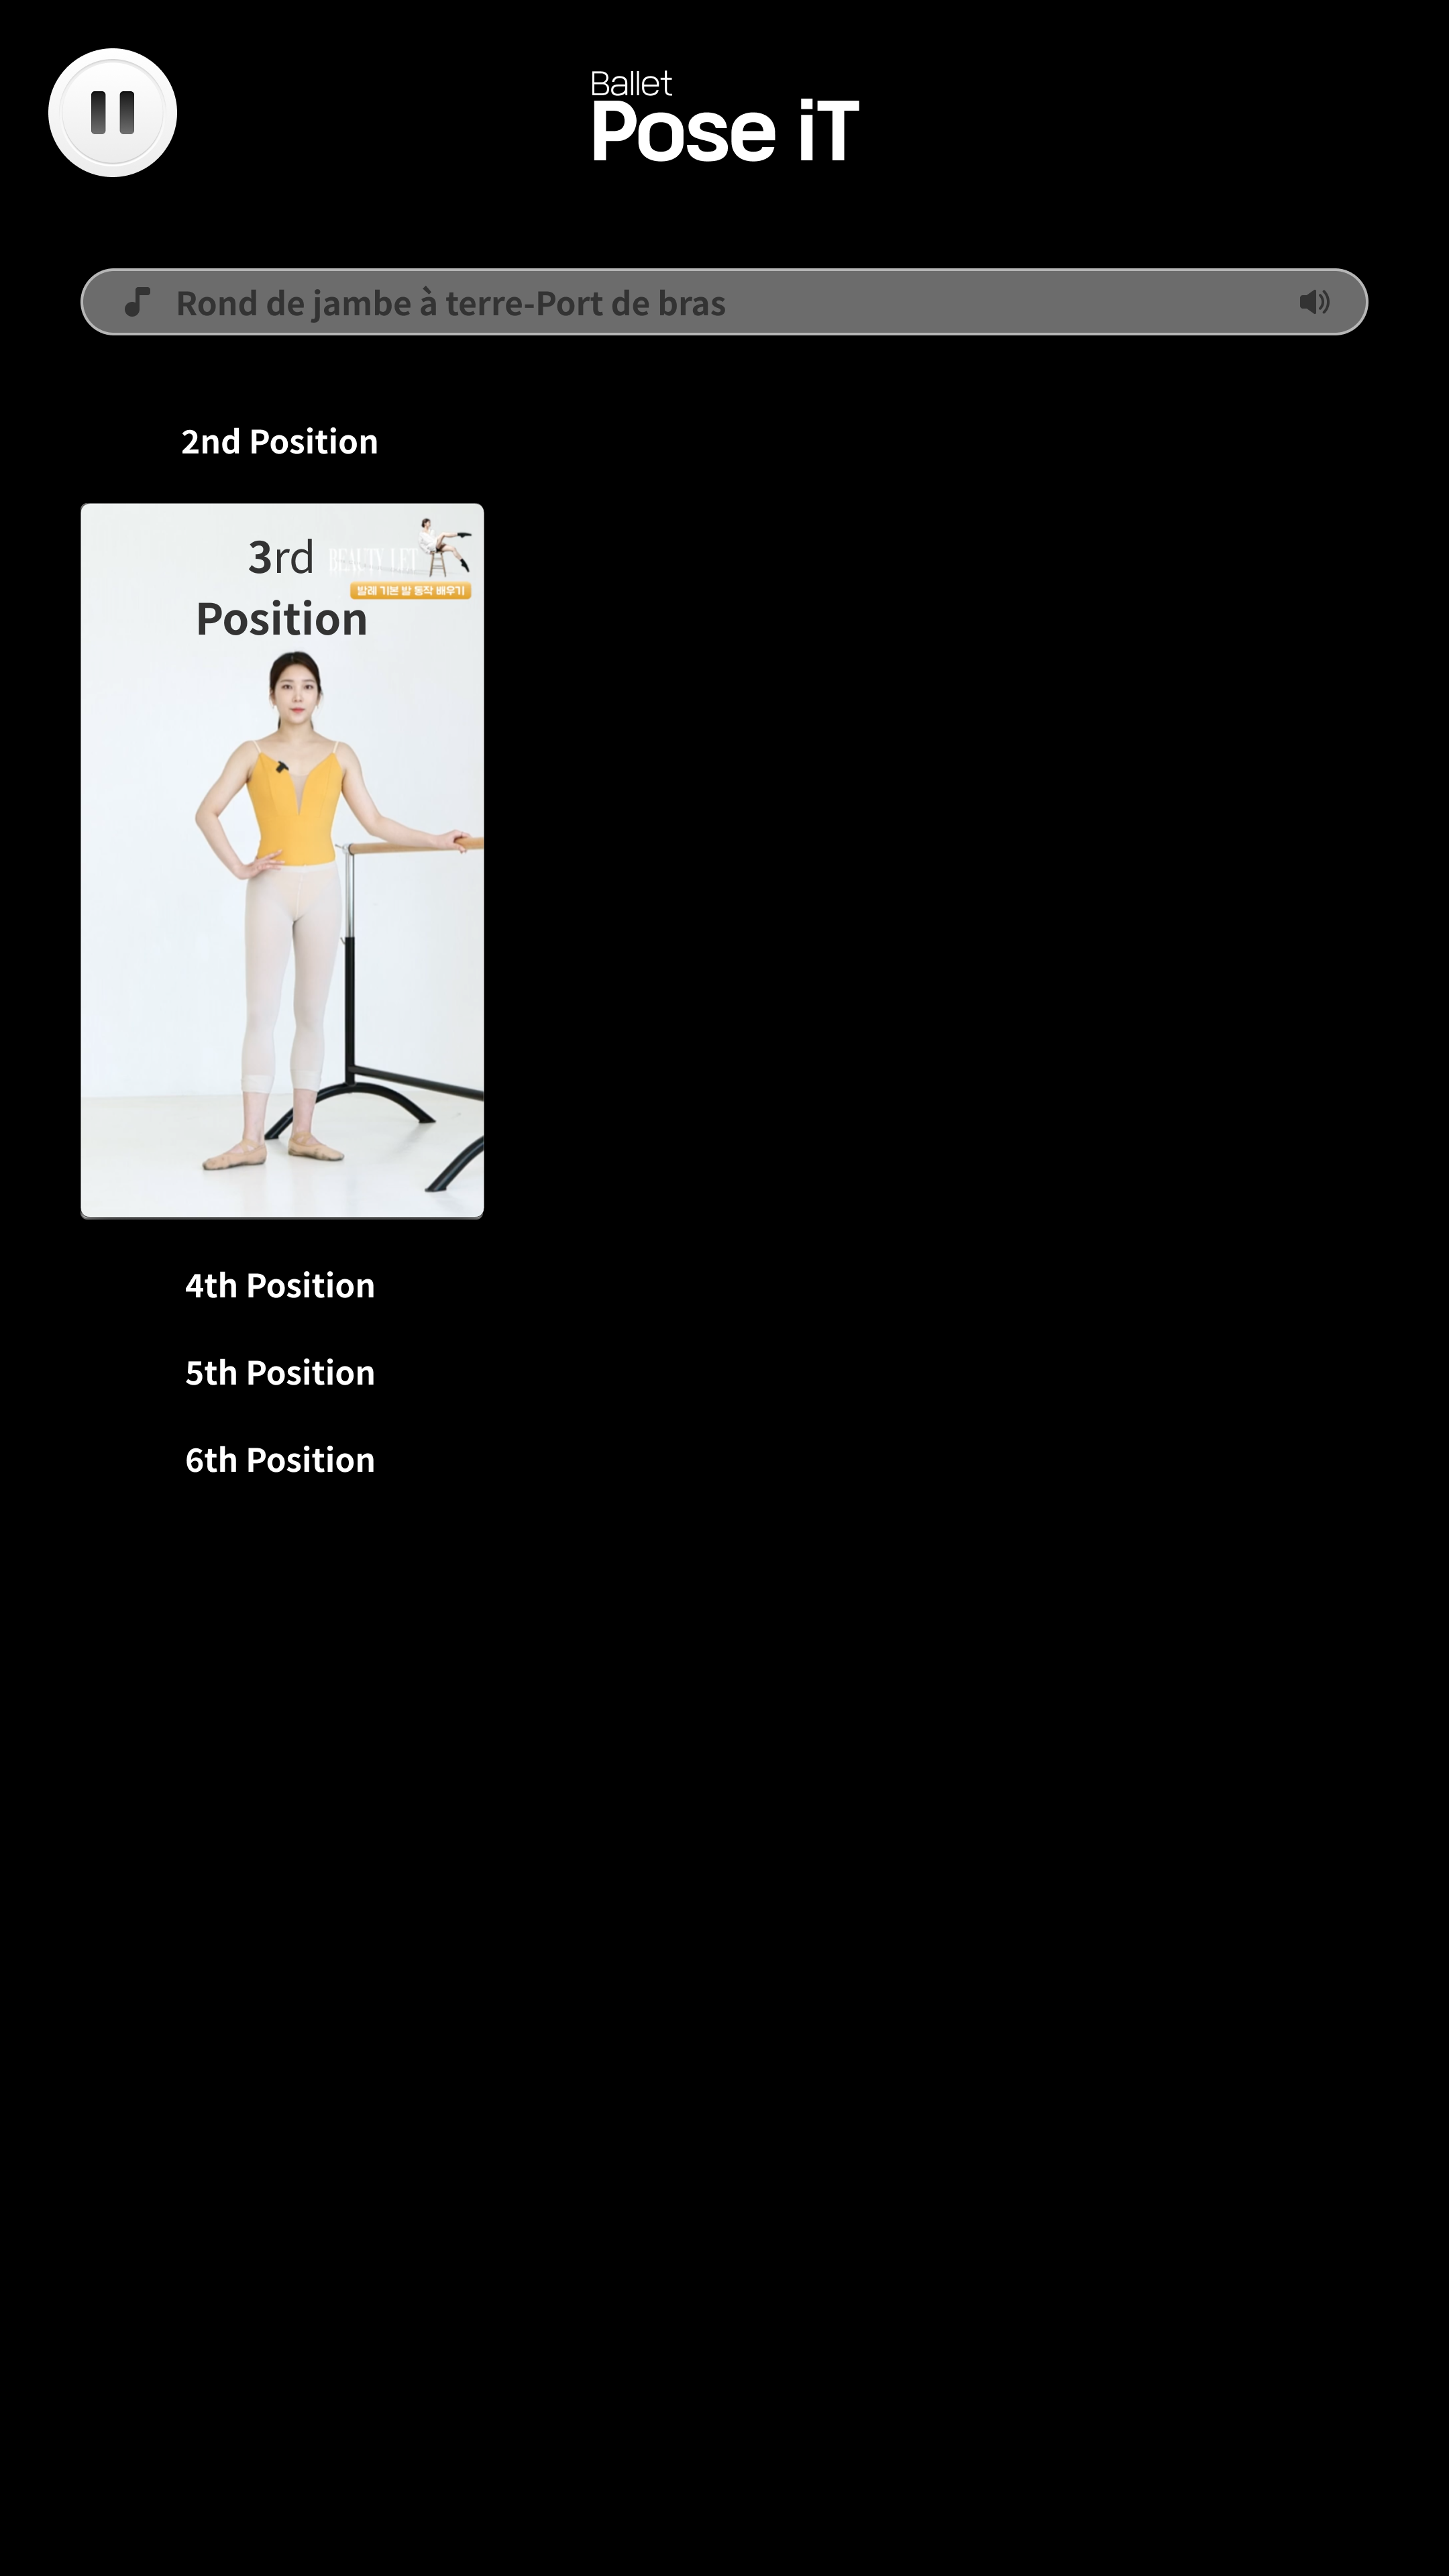 Ballet
Pose iT
Rond de jambe à terre-Port de bras
2nd Position
3rd
BEAUTY LET
발레 기본 발 동작 배우기
Position
4th Position
5th Position
6th Position